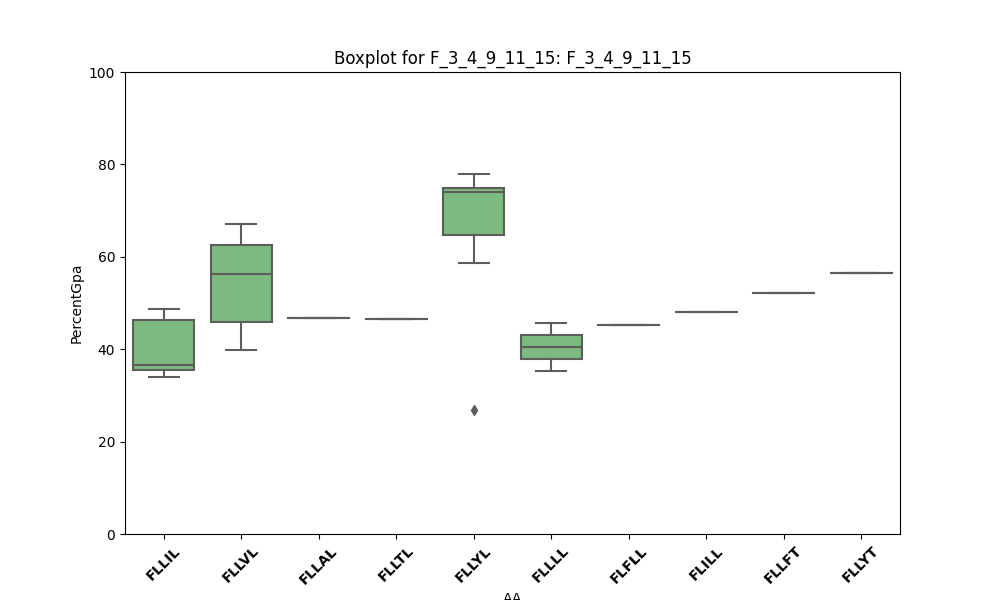 Boxplot for F_3_4_9_11_15: F_3_4_9_11_15
100
80
60
40
20
0
PercentGpa
FLLIL FLLVL FLLAL FLLTL FLLYL FLLLL FLFLL FLILL FLLFT FLLYT
AA